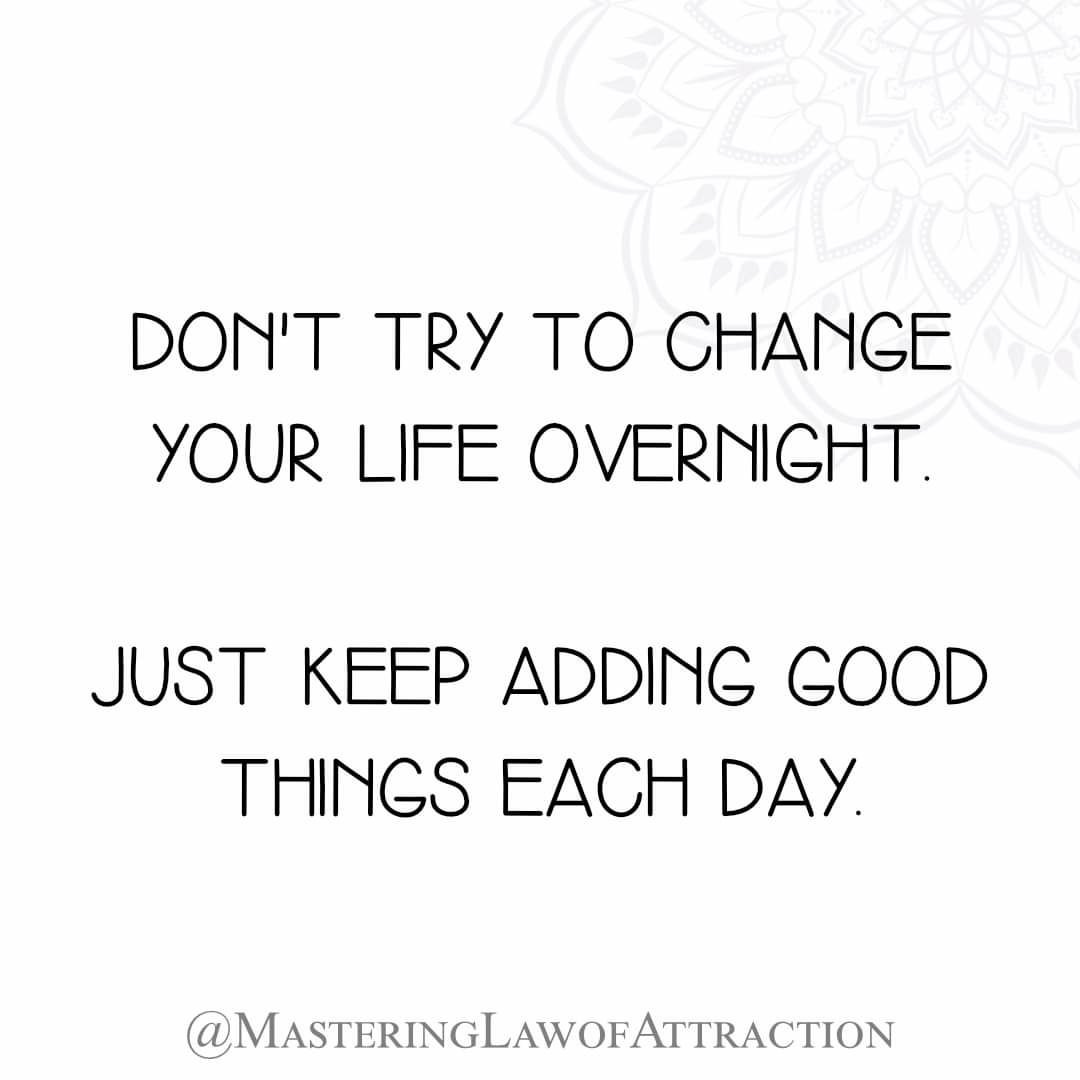 DON'T TRY TO CHANGE
YOUR LIFE OVERNIGHT.
JUST KEEP ADDING GOOD
THINGS EACH DAY.
@MASTERINGLAWOFATTRACTION